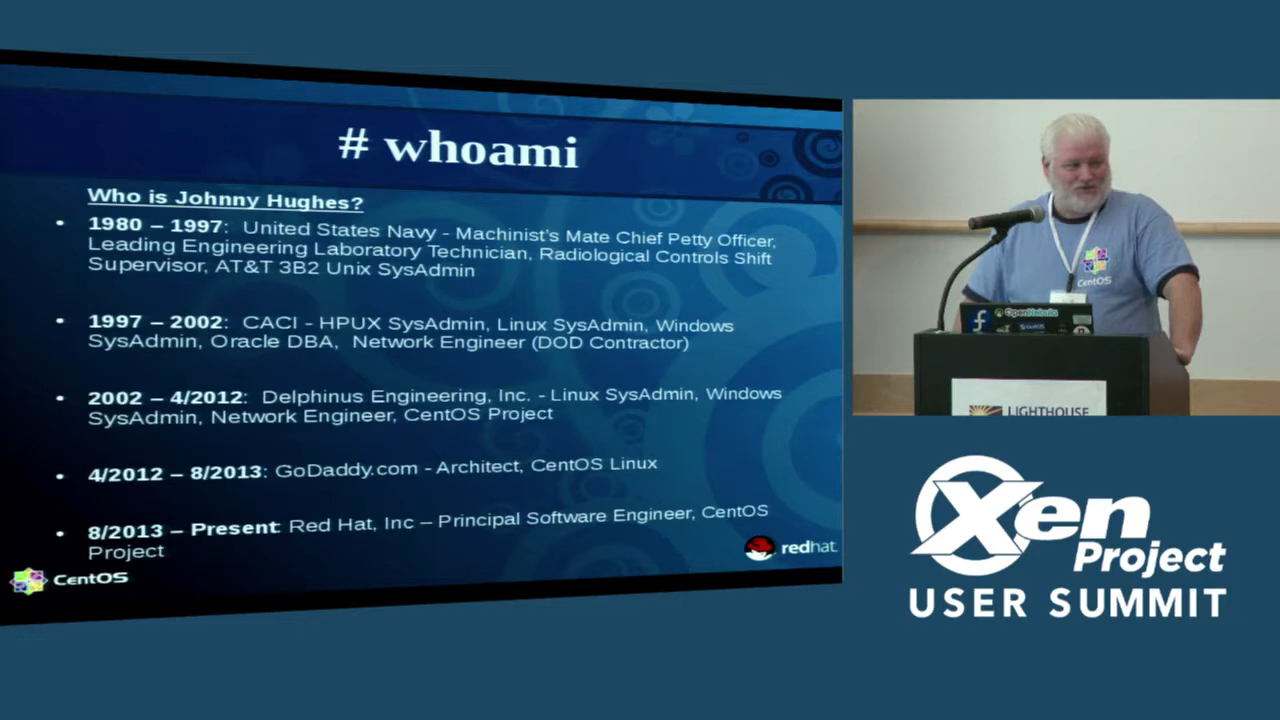 # whoami
Who is Johnny Hughes?
• 1980 – 1997: United States Navy - Machinist's Mate Chief Petty Officer,
Leading Engineering Laboratory Technician, Radiological Controls Shift
Supervisor, AT&T 3B2 Unix SysAdmin
• 1997 – 2002: CACI - HPUX SysAdmin, Linux SysAdmin, Windows
SysAdmin, Oracle DBA, Network Engineer (DOD Contractor)
• 2002 – 4/2012: Delphinus Engineering, Inc. - Linux SysAdmin, Windows
SysAdmin, Network Engineer, CentOS Project
• 4/2012 – 8/2013: GoDaddy.com - Architect, CentOS Linux
• 8/2013 – Present: Red Hat, Inc – Principal Software Engineer, CentOS
Project
redhat.
CentOS
CentOS
OpenNebula
LIGHTHOUSE
Xen
Project
USER SUMMIT